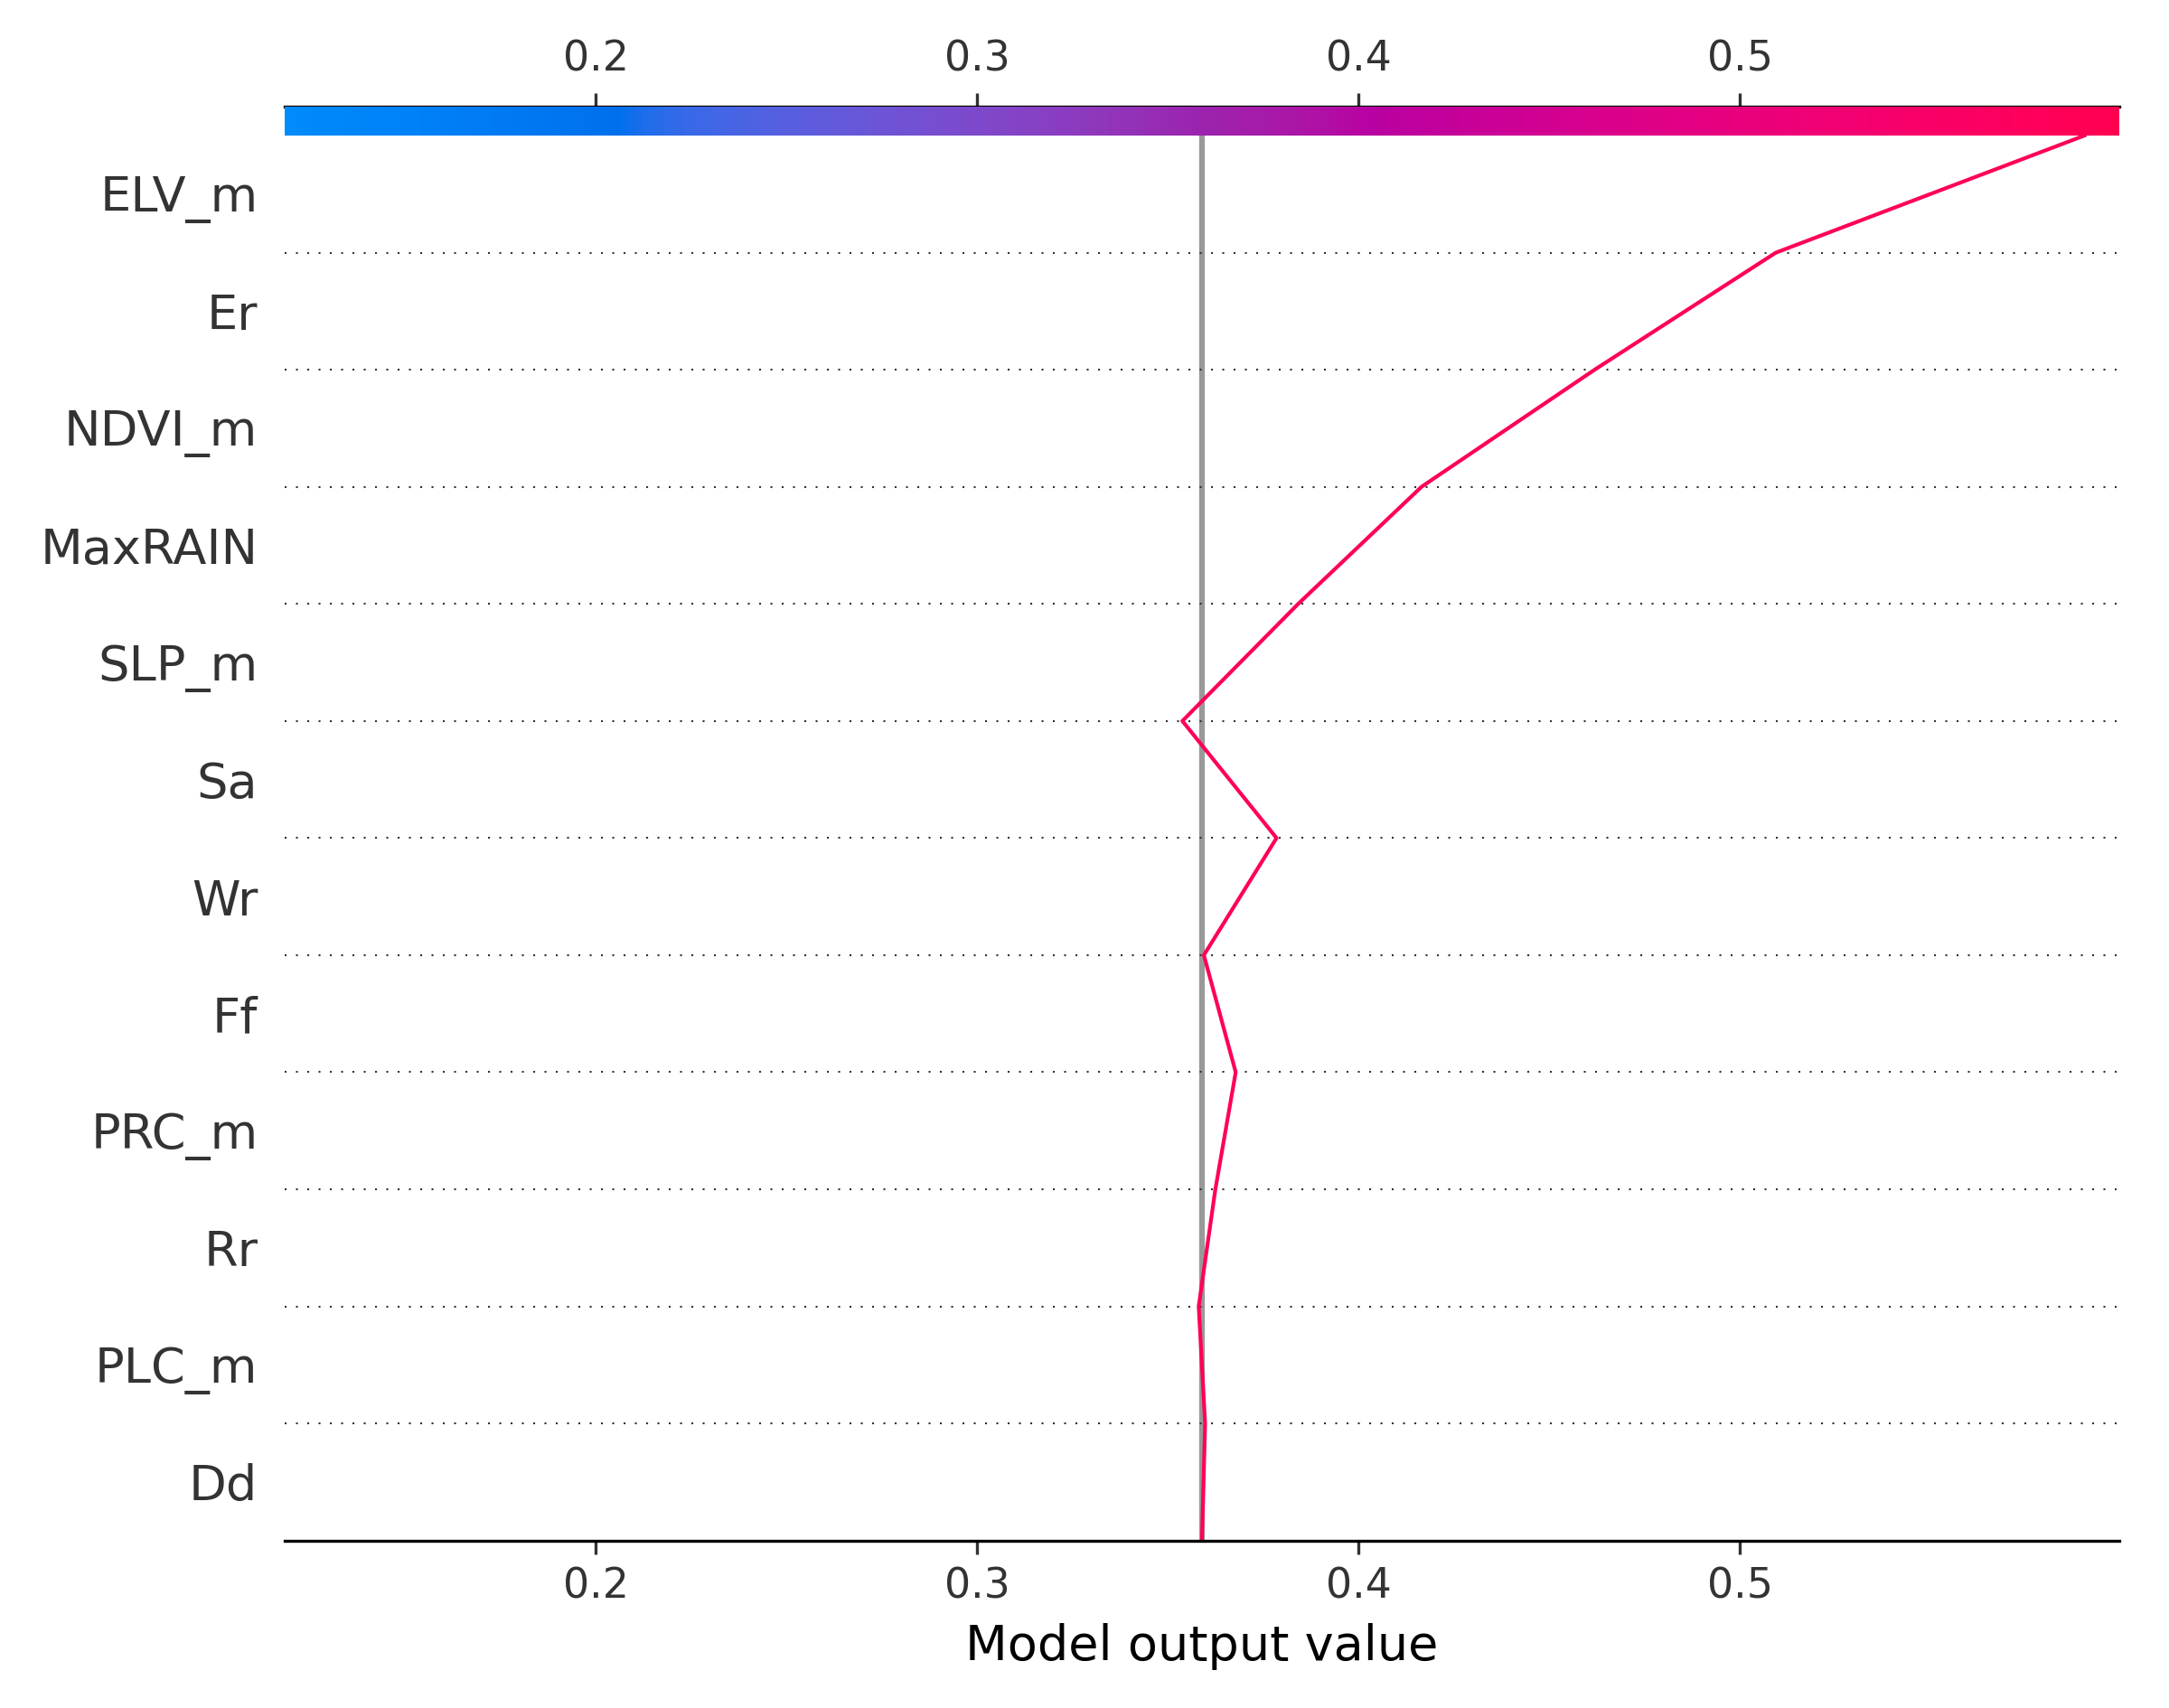 0.2 0.3 0.4 0.5
ELV_m
Er
NDVI_m
MaxRAIN
SLP_m
Sa
Wr
Ff
PRC_m
Rr
PLC_m
Dd
0.2 0.3 0.4 0.5
Model output value